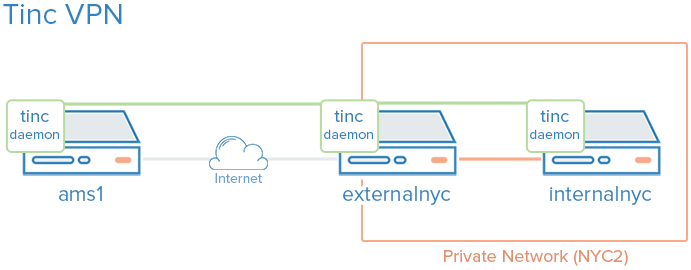 Tinc VPN
tinc
daemon
tinc
daemon
tinc
daemon
Internet
ams1
externalnyc
internalnyc
Private Network (NYC2)